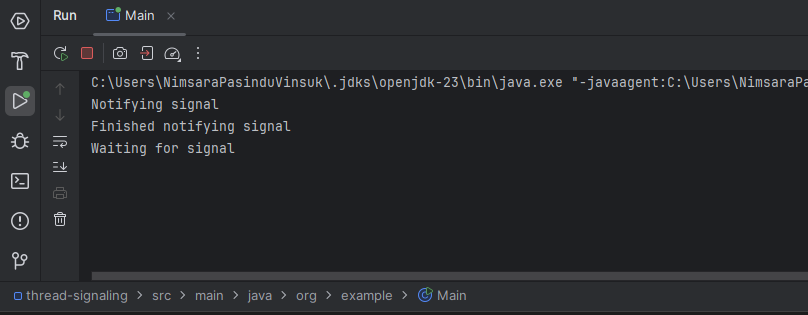 Run Main
C:\Users\NimsaraPasinduVinsuk\.jdks\openjdk-23\bin\java.exe "-javaagent:C:\Users\NimsaraPa
Notifying signal
Finished notifying signal
Waiting for signal
thread-signaling > src > main > java > org > example > Main